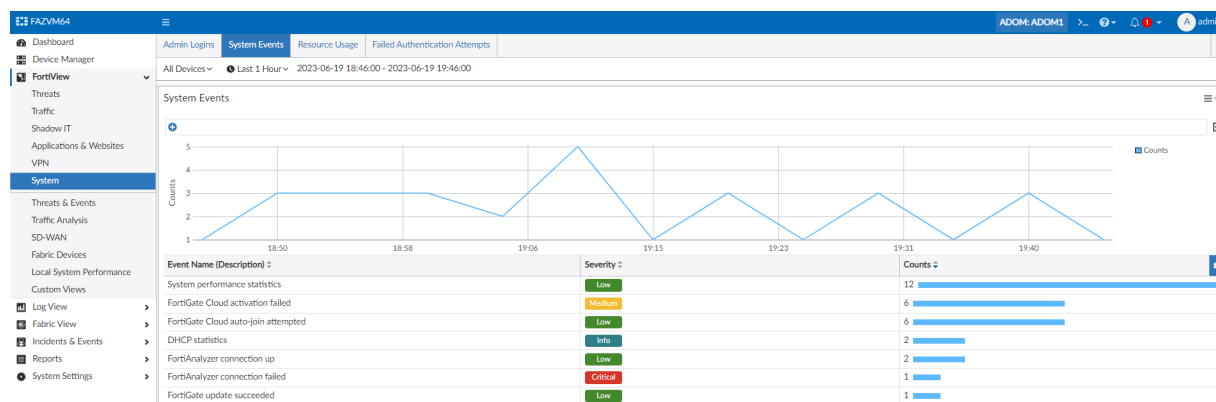 FAZVM64
ADOM: ADOM1 >_ 1 A admi
Dashboard
Device Manager
FortiView
Threats
Traffic
Shadow IT
Applications & Websites
VPN
System
Threats & Events
Traffic Analysis
SD-WAN
Fabric Devices
Local System Performance
Custom Views
Log View
Fabric View
Incidents & Events
Reports
System Settings
Admin Logins System Events Resource Usage Failed Authentication Attempts
All Devices Last 1 Hour 2023-06-19 18:46:00 - 2023-06-19 19:46:00
System Events
Counts
5
4
3
2
1
Counts
18:50 18:58 19:06 19:15 19:23 19:31 19:40
Event Name (Description) Severity Counts
System performance statistics Low 12
FortiGate Cloud activation failed Medium 6
FortiGate Cloud auto-join attempted Low 6
DHCP statistics Info 2
FortiAnalyzer connection up Low 2
FortiAnalyzer connection failed Critical 1
FortiGate update succeeded Low 1